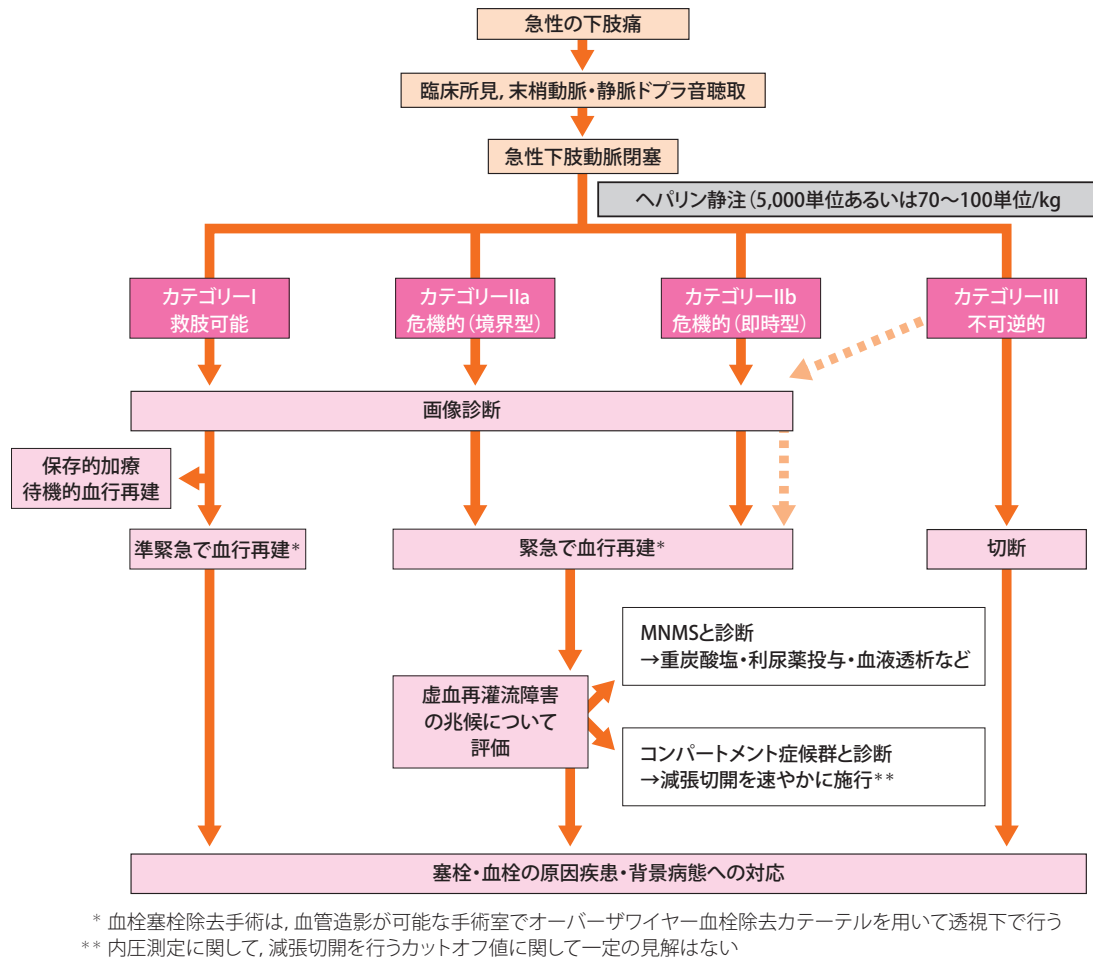 急性の下肢痛
臨床所見, 末梢動脈・静脈ドプラ音聴取
急性下肢動脈閉塞
ヘパリン静注(5,000単位あるいは70〜100単位/kg
カテゴリーI
救肢可能
カテゴリーIIa
危機的(境界型)
カテゴリーIIb
危機的(即時型)
カテゴリーIII
不可逆的
画像診断
保存的加療
待機的血行再建
準緊急で血行再建*
緊急で血行再建*
切断
MNMSと診断
→重炭酸塩・利尿薬投与・血液透析など
虚血再灌流障害
の兆候について
評価
コンパートメント症候群と診断
→減張切開を速やかに施行**
塞栓・血栓の原因疾患・背景病態への対応
* 血栓塞栓除去手術は, 血管造影が可能な手術室でオーバーザワイヤー血栓除去カテーテルを用いて透視下で行う
** 内圧測定に関して, 減張切開を行うカットオフ値に関して一定の見解はない